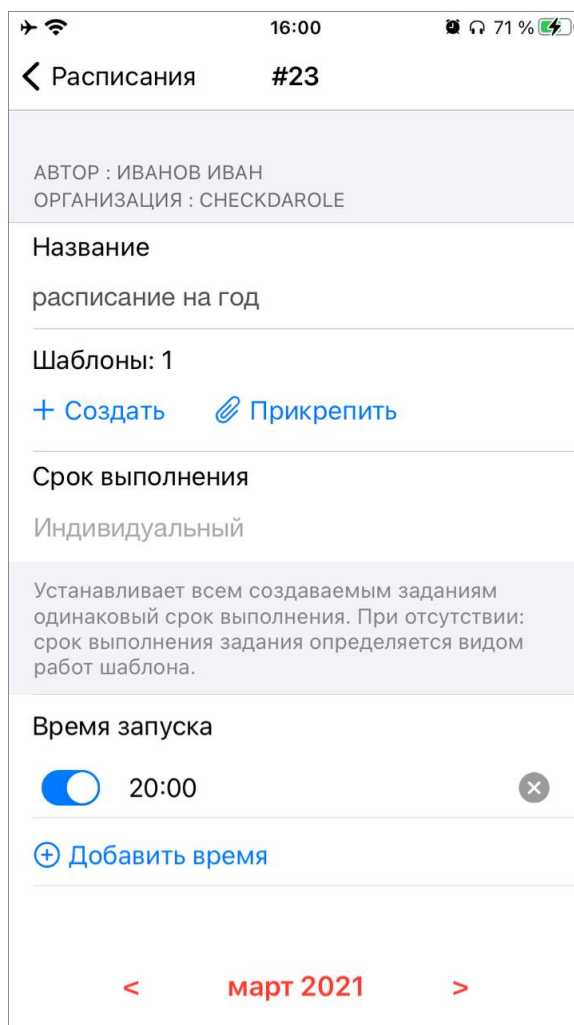 16:00 71 %
Расписания #23
АВТОР : ИВАНОВ ИВАН
ОРГАНИЗАЦИЯ : CHECKDAROLE
Название
расписание на год
Шаблоны: 1
+ Создать Прикрепить
Срок выполнения
Индивидуальный
Устанавливает всем создаваемым заданиям
одинаковый срок выполнения. При отсутствии:
срок выполнения задания определяется видом
работ шаблона.
Время запуска
20:00
Добавить время
< март 2021 >